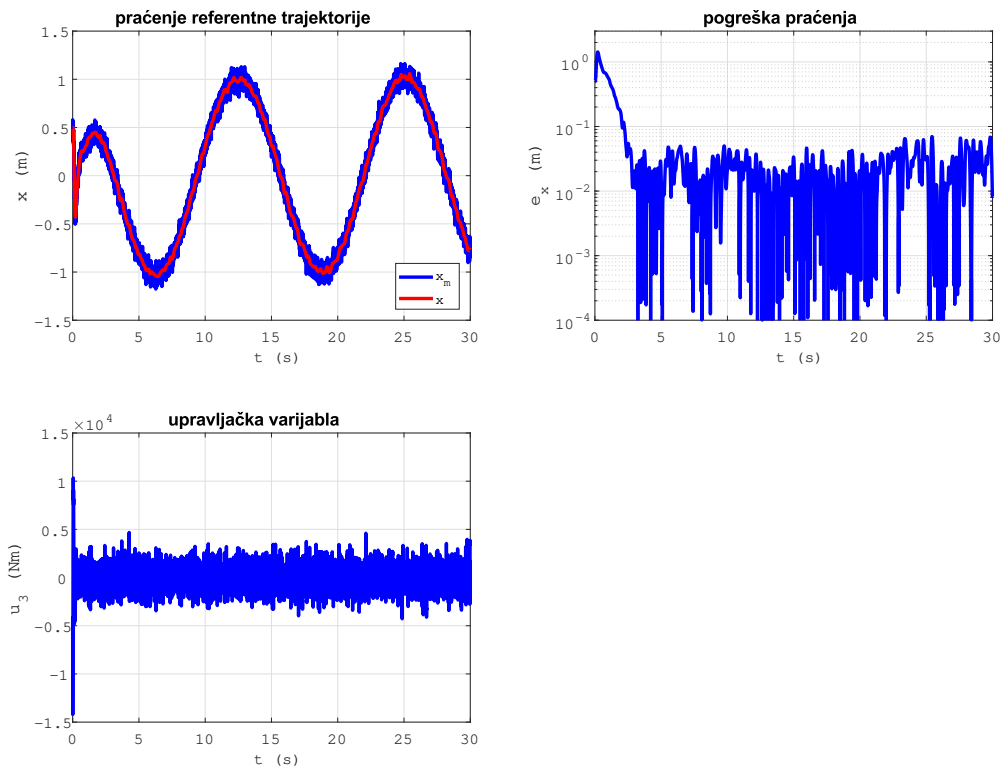 praćenje referentne trajektorije
1.5
1
0.5
0
−0.5
−1
−1.5
x (m)
0 5 10 15 20 25 30
t (s)
x_m
x
pogreška praćenja
10^0
10^−1
10^−2
10^−3
10^−4
e_x (m)
0 5 10 15 20 25 30
t (s)
upravljačka varijabla
×10^4
1.5
1
0.5
0
−0.5
−1
−1.5
u_3 (Nm)
0 5 10 15 20 25 30
t (s)